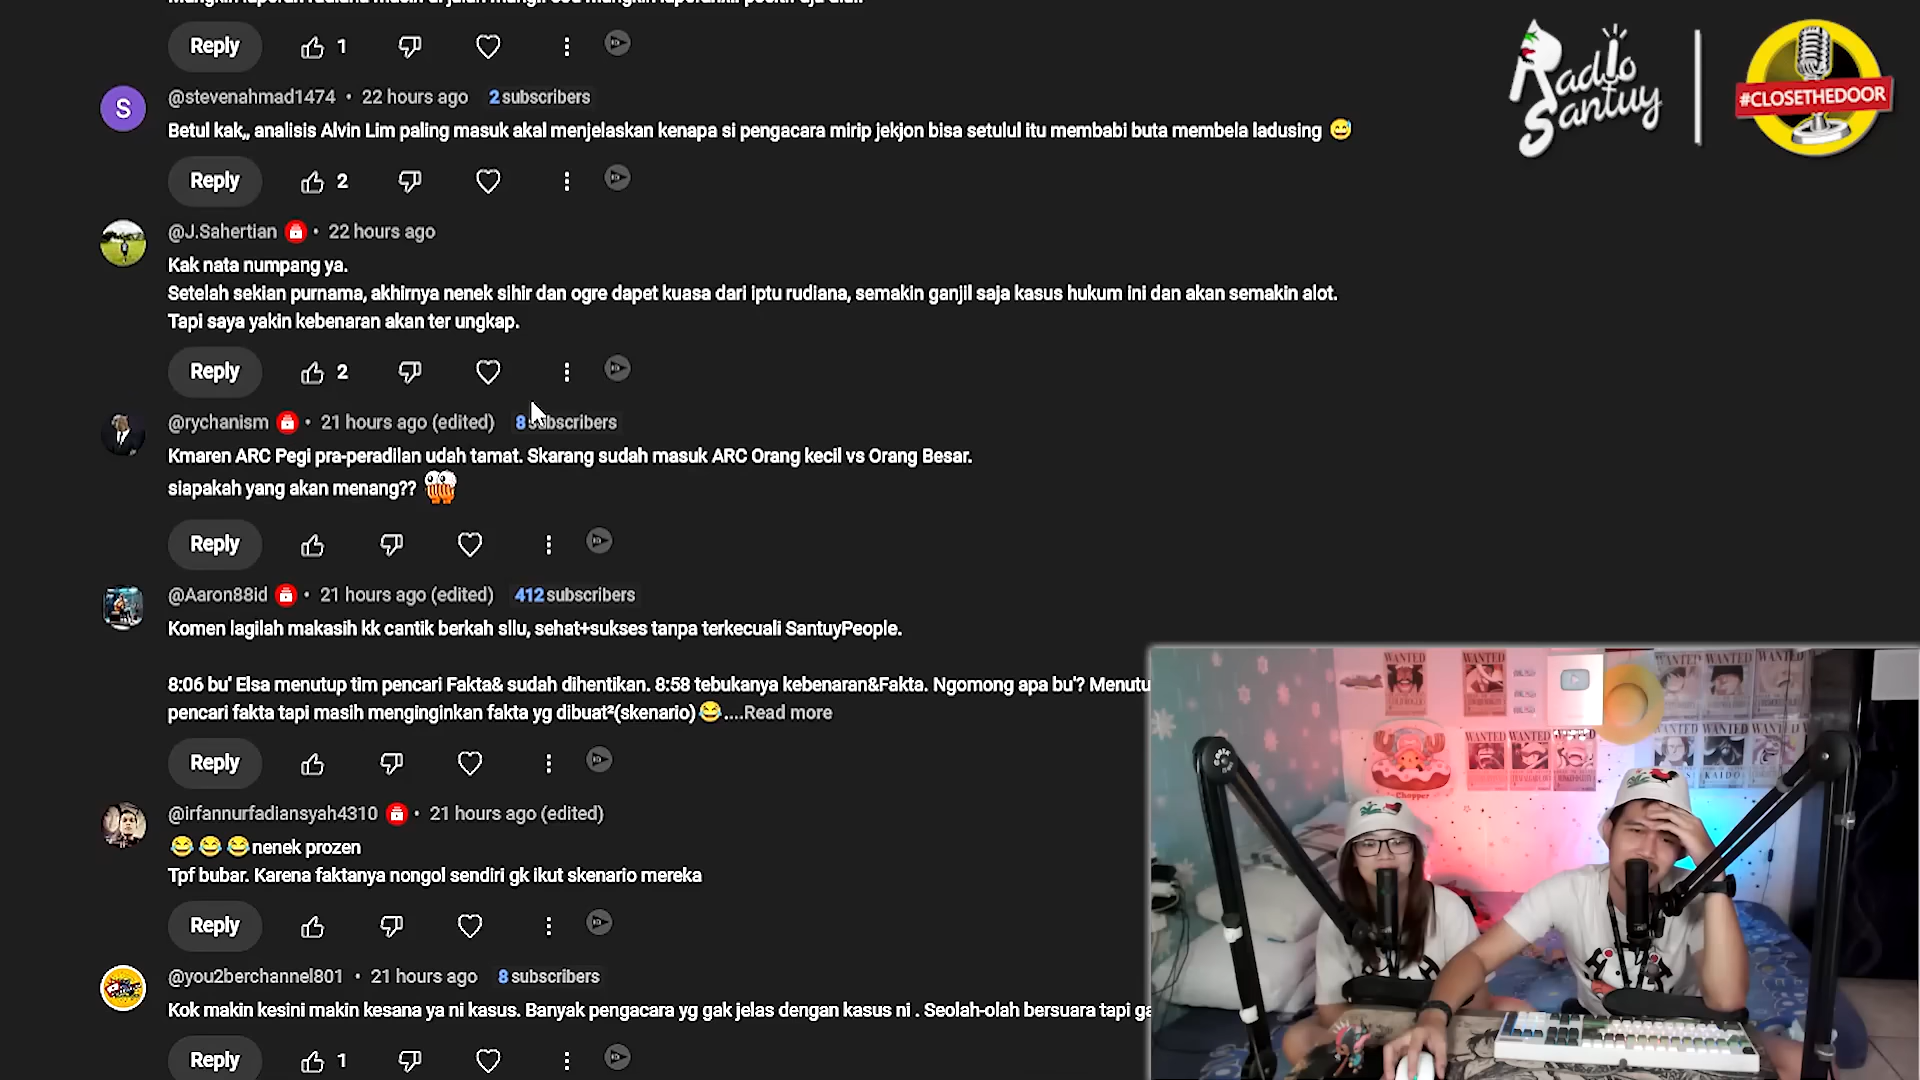 Reply 1
@stevenahmad1474 • 22 hours ago 2 subscribers
Betul kak,, analisis Alvin Lim paling masuk akal menjelaskan kenapa si pengacara mirip jekjon bisa setulul itu membabi buta membela ladusing
Reply 2
@J.Sahertian • 22 hours ago
Kak nata numpang ya.
Setelah sekian purnama, akhirnya nenek sihir dan ogre dapet kuasa dari iptu rudiana, semakin ganjil saja kasus hukum ini dan akan semakin alot.
Tapi saya yakin kebenaran akan ter ungkap.
Reply 2
@rychanism • 21 hours ago (edited) 8 subscribers
Kmaren ARC Pegi pra-peradilan udah tamat. Skarang sudah masuk ARC Orang kecil vs Orang Besar.
siapakah yang akan menang??
Reply
@Aaron88id • 21 hours ago (edited) 412 subscribers
Komen lagilah makasih kk cantik berkah sllu, sehat+sukses tanpa terkecuali SantuyPeople.
8:06 bu' Elsa menutup tim pencari Fakta& sudah dihentikan. 8:58 tebukanya kebenaran&Fakta. Ngomong apa bu'? Menutu
pencari fakta tapi masih menginginkan fakta yg dibuat²(skenario) ....Read more
Reply
@irfannurfadiansyah4310 • 21 hours ago (edited)
nenek prozen
Tpf bubar. Karena faktanya nongol sendiri gk ikut skenario mereka
Reply
@you2berchannel801 • 21 hours ago 8 subscribers
Kok makin kesini makin kesana ya ni kasus. Banyak pengacara yg gak jelas dengan kasus ni . Seolah-olah bersuara tapi ga
Reply 1
Radio Santuy
#CLOSETHEDOOR
WANTED
WANTED
WANTED
WANTED
WANTED
WANTED
WANTED
WANTED
Chopper
KAIDO